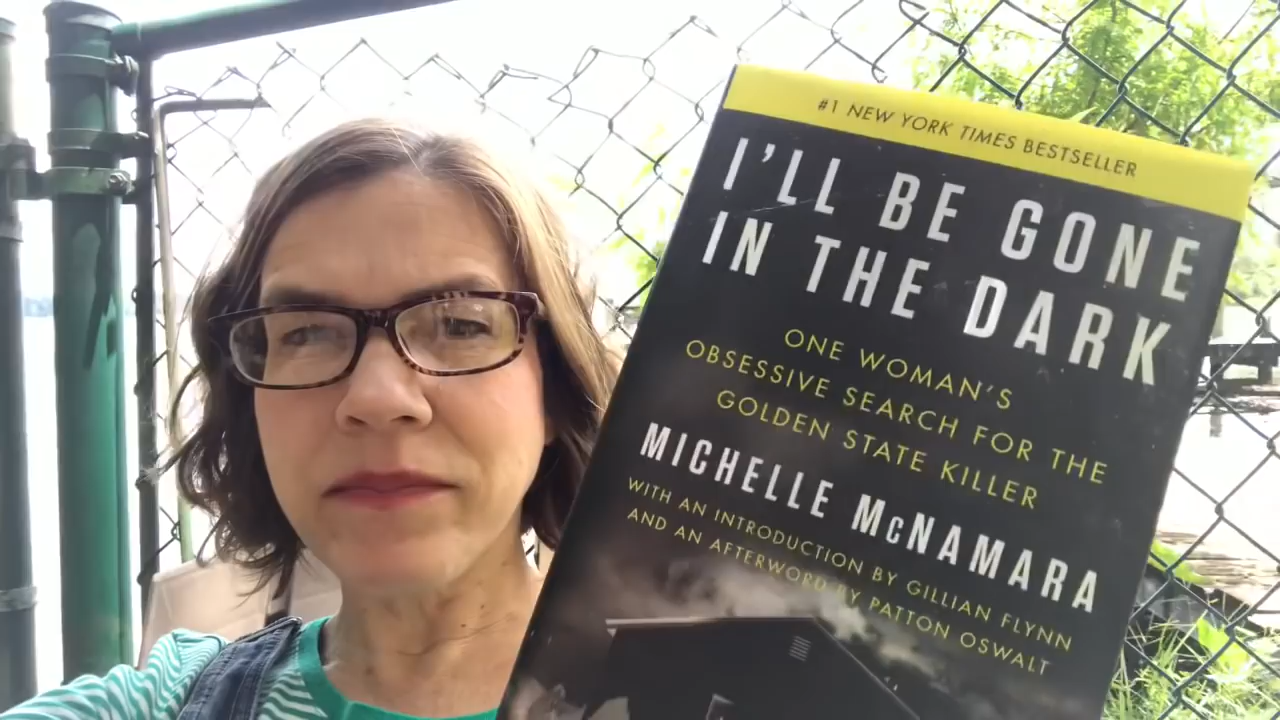 #1 NEW YORK TIMES BESTSELLER
I'LL BE GONE
IN THE DARK
ONE WOMAN'S
OBSESSIVE SEARCH FOR THE
GOLDEN STATE KILLER
MICHELLE McNAMARA
WITH AN INTRODUCTION BY GILLIAN FLYNN
AND AN AFTERWORD BY PATTON OSWALT